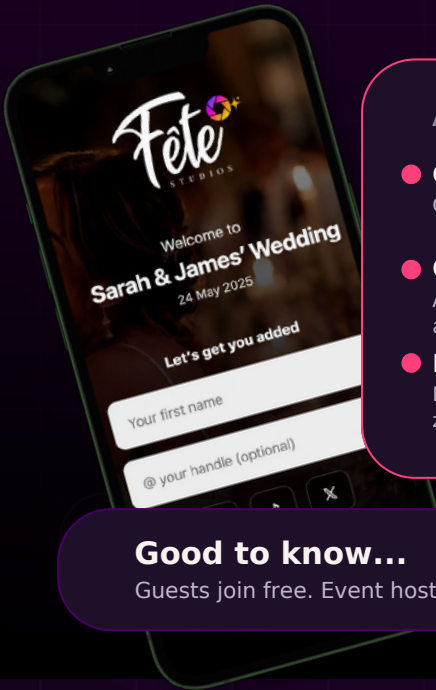 Fête
STUDIOS
Welcome to
Sarah & James' Wedding
24 May 2025
Let's get you added
Your first name
@ your handle (optional)
Good to know...
Guests join free. Event host